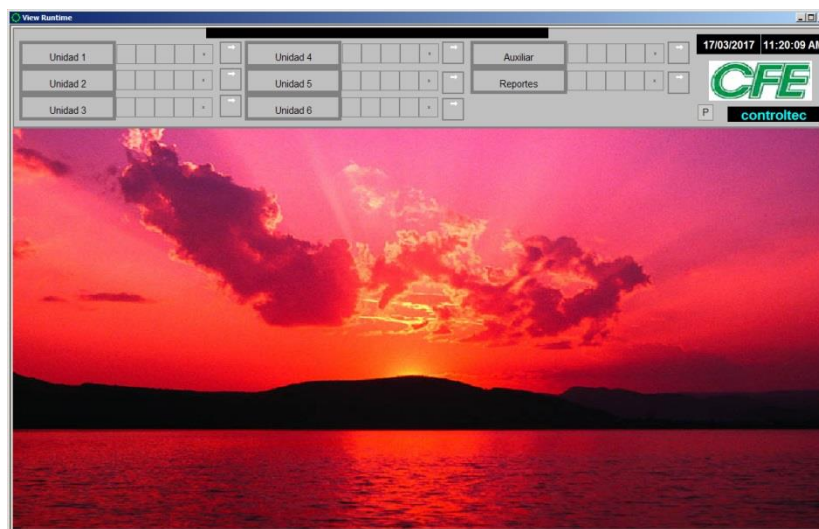 View Runtime
Unidad 1
Unidad 2
Unidad 3
Unidad 4
Unidad 5
Unidad 6
Auxiliar
Reportes
17/03/2017 11:20:09 AM
CFE
P
controltec